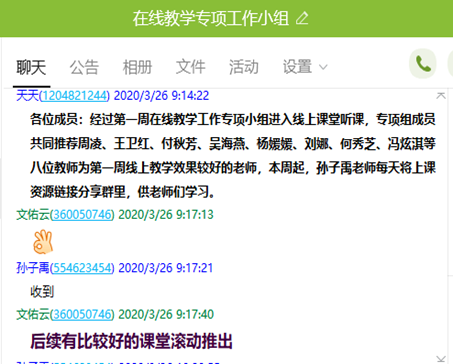 在线教学专项工作小组
聊天 公告 相册 文件 活动 设置
天天(1204821244) 2020/3/26 9:14:22
各位成员：经过第一周在线教学工作专项小组进入线上课堂听课，专项组成员
共同推荐周凌、王卫红、付秋芳、吴海燕、杨媛媛、刘娜、何秀芝、冯炫淇等
八位教师为第一周线上教学效果较好的老师，本周起，孙子禹老师每天将上课
资源链接分享群里，供老师们学习。
文佑云(360050746) 2020/3/26 9:17:13
孙子禹(554623454) 2020/3/26 9:17:21
收到
文佑云(360050746) 2020/3/26 9:17:40
后续有比较好的课堂滚动推出